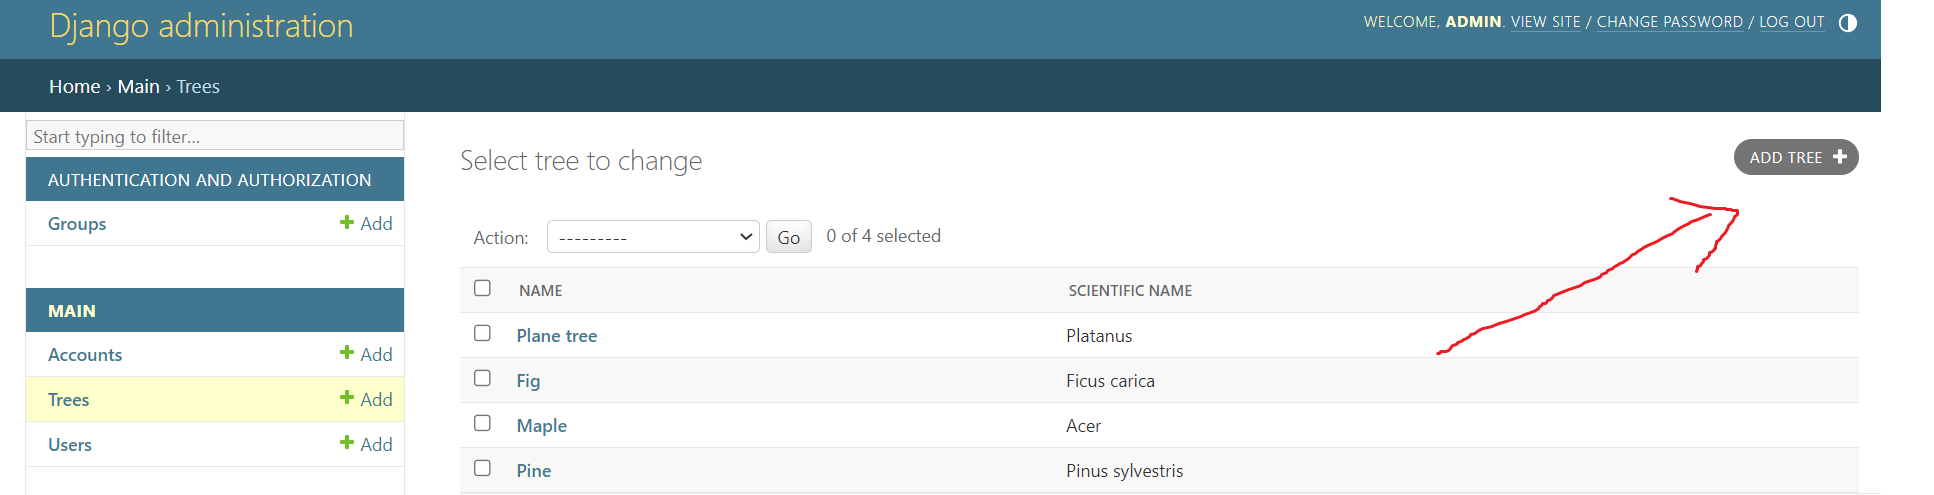 Django administration
WELCOME, ADMIN. VIEW SITE / CHANGE PASSWORD / LOG OUT
Home › Main › Trees
Start typing to filter...
AUTHENTICATION AND AUTHORIZATION
Groups Add
MAIN
Accounts Add
Trees Add
Users Add
Select tree to change
ADD TREE
Action: --------- Go 0 of 4 selected
NAME SCIENTIFIC NAME
Plane tree Platanus
Fig Ficus carica
Maple Acer
Pine Pinus sylvestris